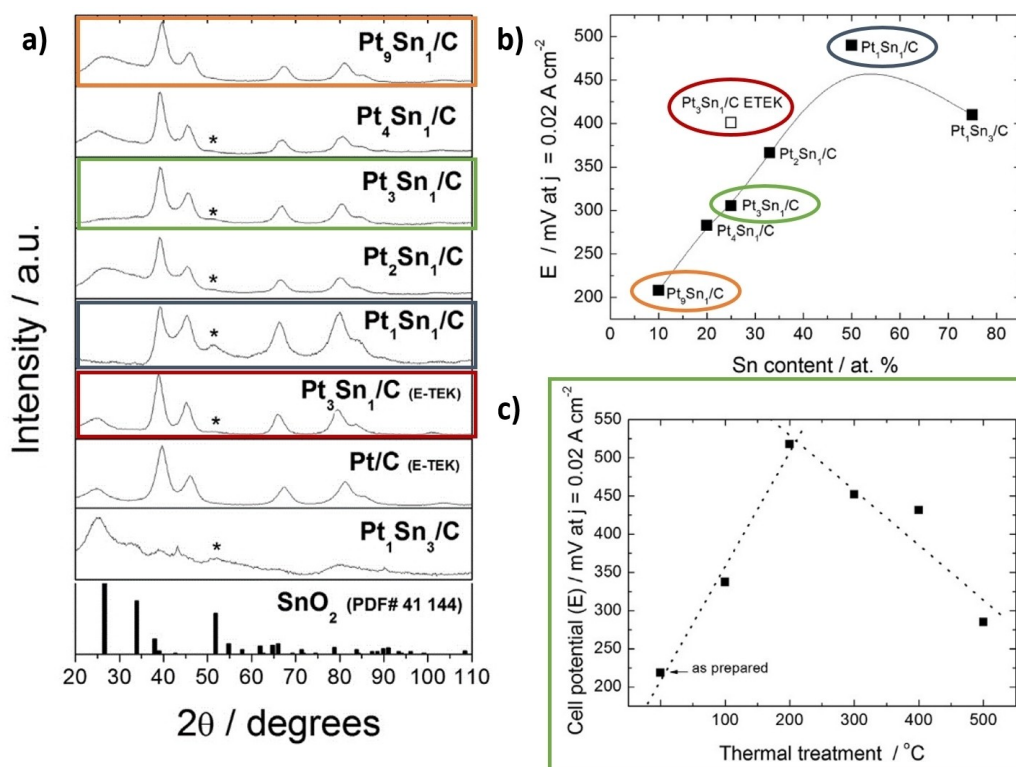 a)
Pt₉Sn₁/C
Pt₄Sn₁/C
*
Pt₃Sn₁/C
*
Pt₂Sn₁/C
*
Pt₁Sn₁/C
*
Pt₃Sn₁/C (E-TEK)
*
Pt/C (E-TEK)
Pt₁Sn₃/C
*
SnO₂ (PDF# 41 144)
Intensity / a.u.
20 30 40 50 60 70 80 90 100 110
2θ / degrees
b)
E / mV at j = 0.02 A cm⁻²
500
450
400
350
300
250
200
Pt₁Sn₁/C
Pt₃Sn₁/C ETEK
Pt₁Sn₃/C
Pt₂Sn₁/C
Pt₃Sn₁/C
Pt₄Sn₁/C
Pt₉Sn₁/C
0 10 20 30 40 50 60 70 80
Sn content / at. %
c)
Cell potential (E) / mV at j = 0.02 A cm⁻²
550
500
450
400
350
300
250
200
as prepared
100 200 300 400 500
Thermal treatment / °C